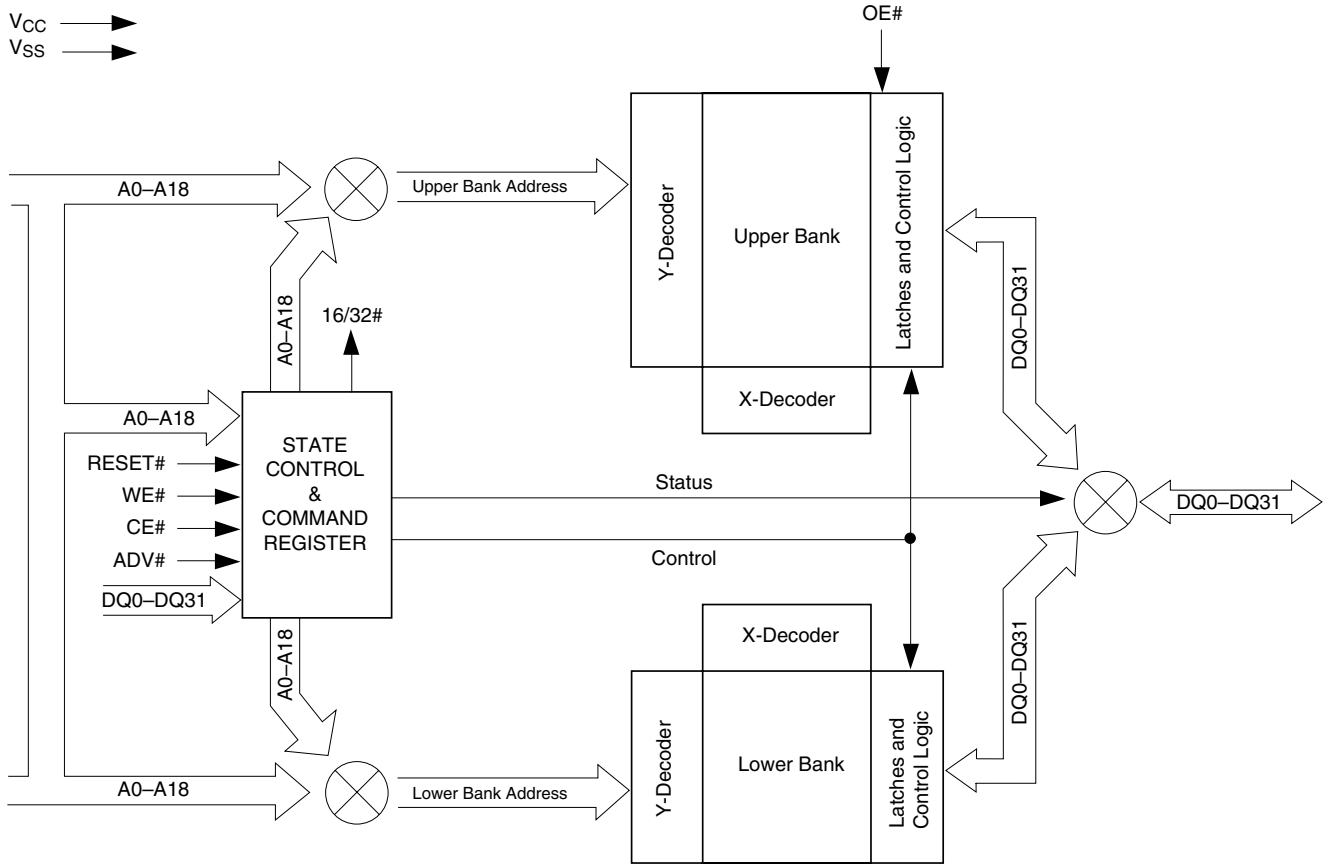 VCC
VSS
OE#
A0–A18
Upper Bank Address
Y-Decoder
Upper Bank
Latches and Control Logic
X-Decoder
DQ0–DQ31
A0–A18
16/32#
A0–A18
RESET#
WE#
CE#
ADV#
DQ0–DQ31
STATE
CONTROL
&
COMMAND
REGISTER
Status
Control
DQ0–DQ31
A0–A18
X-Decoder
DQ0–DQ31
A0–A18
Lower Bank Address
Y-Decoder
Lower Bank
Latches and
Control Logic